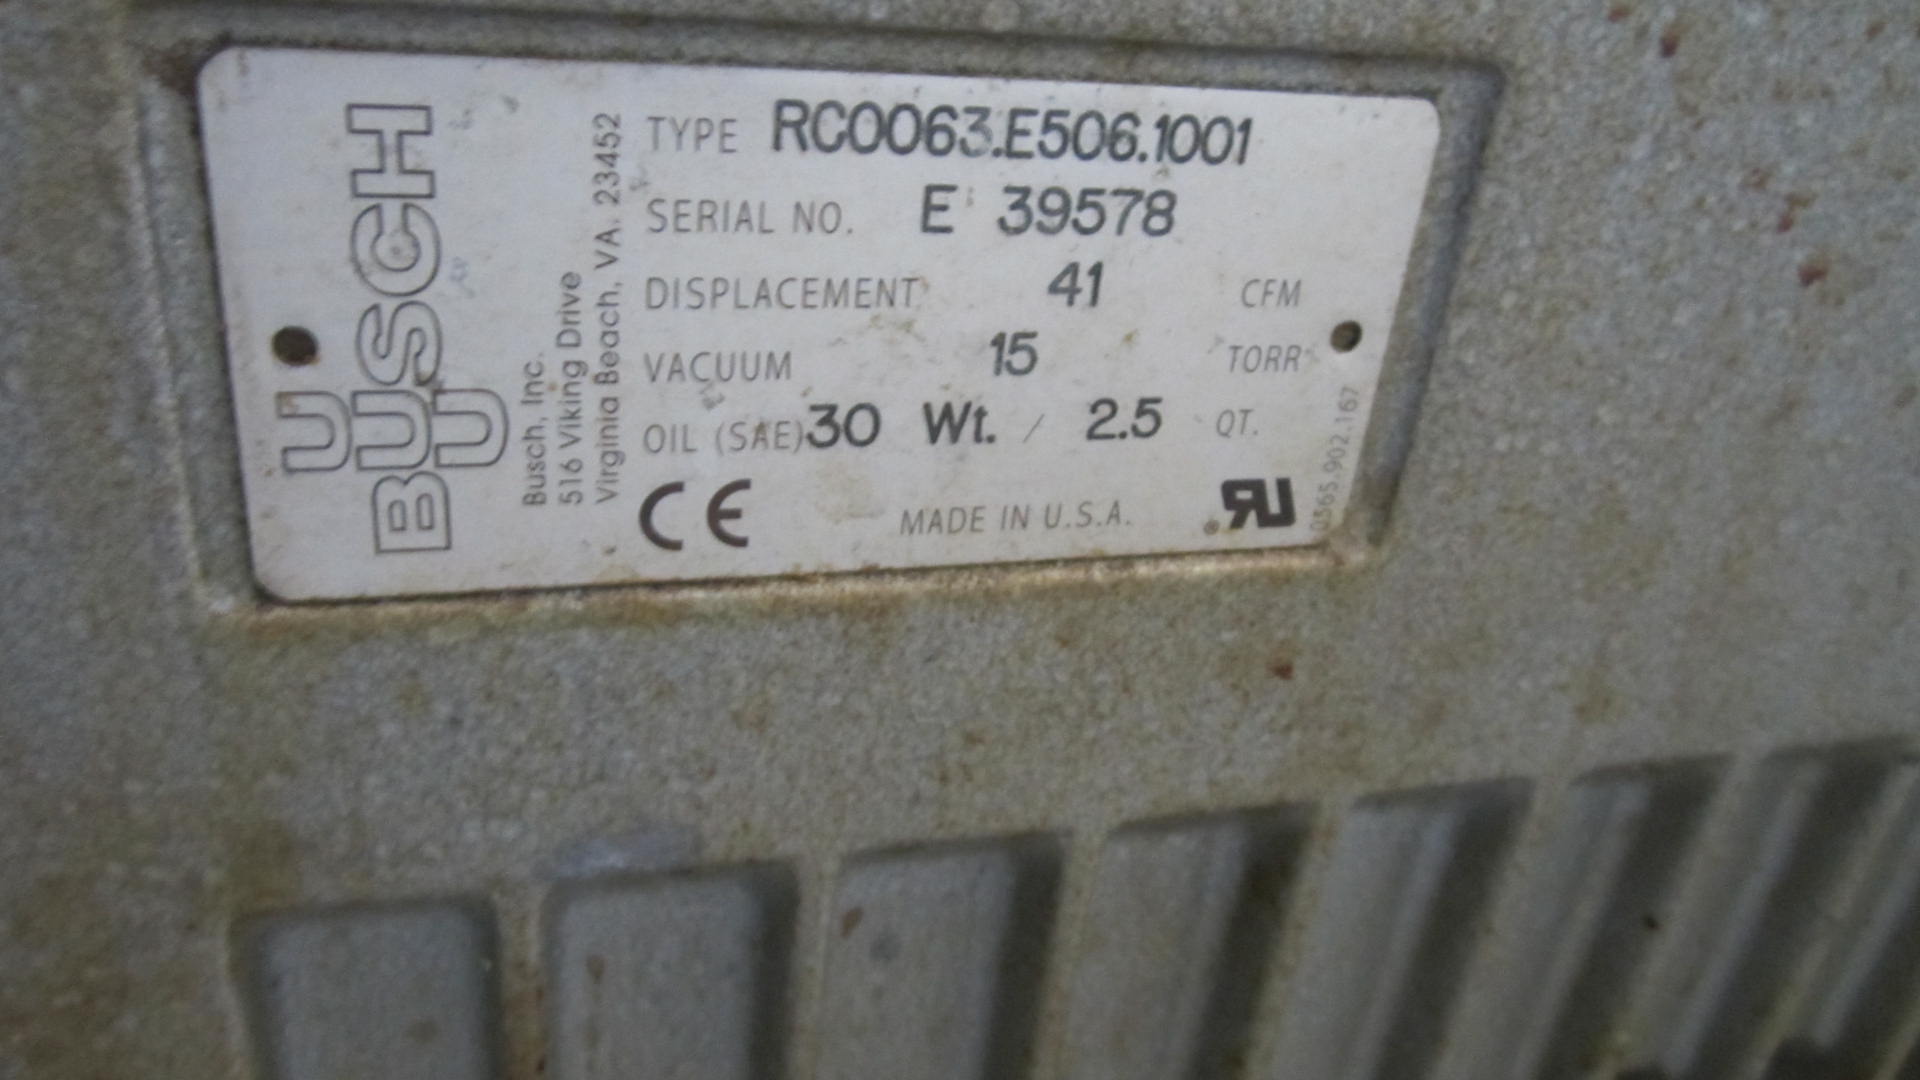 U
BUSCH
U
Busch, Inc.
516 Viking Drive
Virginia Beach, VA. 23452
TYPE RC0063.E506.1001
SERIAL NO. E 39578
DISPLACEMENT 41 CFM
VACUUM 15 TORR
OIL (SAE) 30 Wt. / 2.5 QT.
CE MADE IN U.S.A. RU
0565.902.167